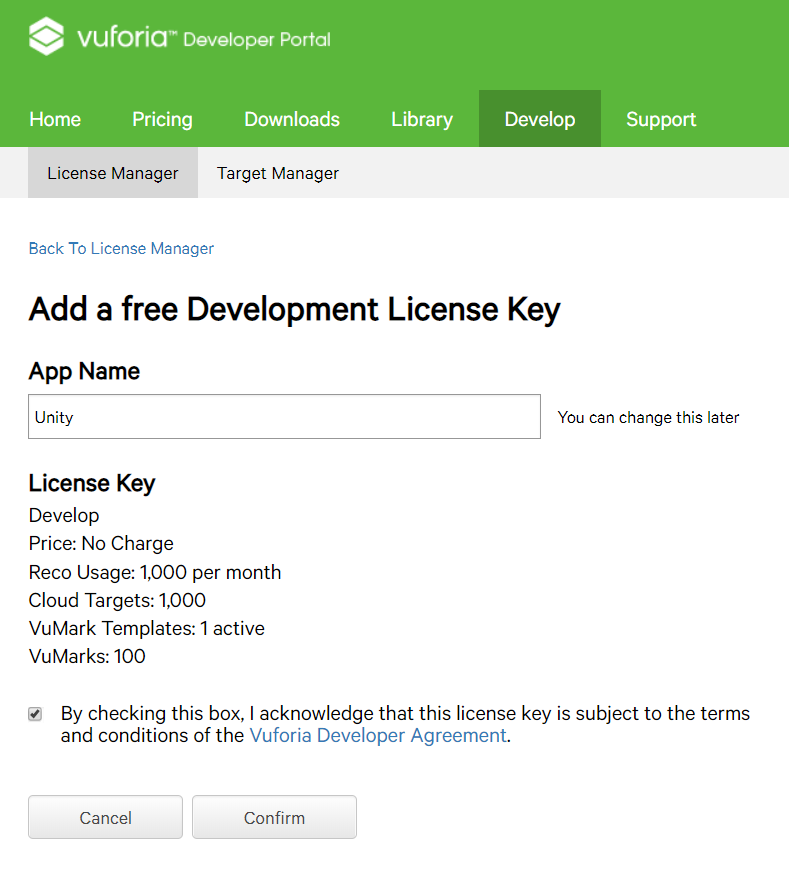 vuforia™ Developer Portal
Home Pricing Downloads Library Develop Support
License Manager Target Manager
Back To License Manager
Add a free Development License Key
App Name
Unity You can change this later
License Key
Develop
Price: No Charge
Reco Usage: 1,000 per month
Cloud Targets: 1,000
VuMark Templates: 1 active
VuMarks: 100
By checking this box, I acknowledge that this license key is subject to the terms
and conditions of the Vuforia Developer Agreement.
Cancel Confirm